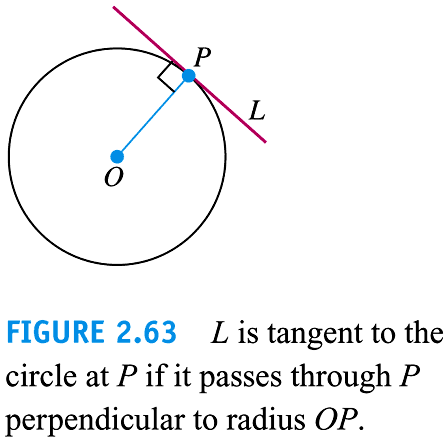 P
L
O
FIGURE 2.63 L is tangent to the
circle at P if it passes through P
perpendicular to radius OP.